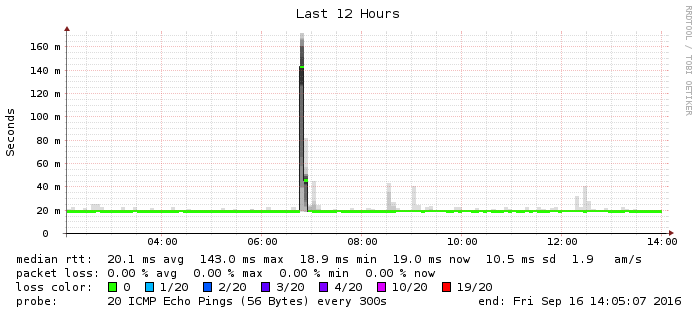 Last 12 Hours
RRDTOOL / TOBI OETIKER
Seconds
160 m
140 m
120 m
100 m
80 m
60 m
40 m
20 m
0
04:00 06:00 08:00 10:00 12:00 14:00
median rtt: 20.1 ms avg 143.0 ms max 18.9 ms min 19.0 ms now 10.5 ms sd 1.9 am/s
packet loss: 0.00 % avg 0.00 % max 0.00 % min 0.00 % now
loss color: 0 1/20 2/20 3/20 4/20 10/20 19/20
probe: 20 ICMP Echo Pings (56 Bytes) every 300s end: Fri Sep 16 14:05:07 2016